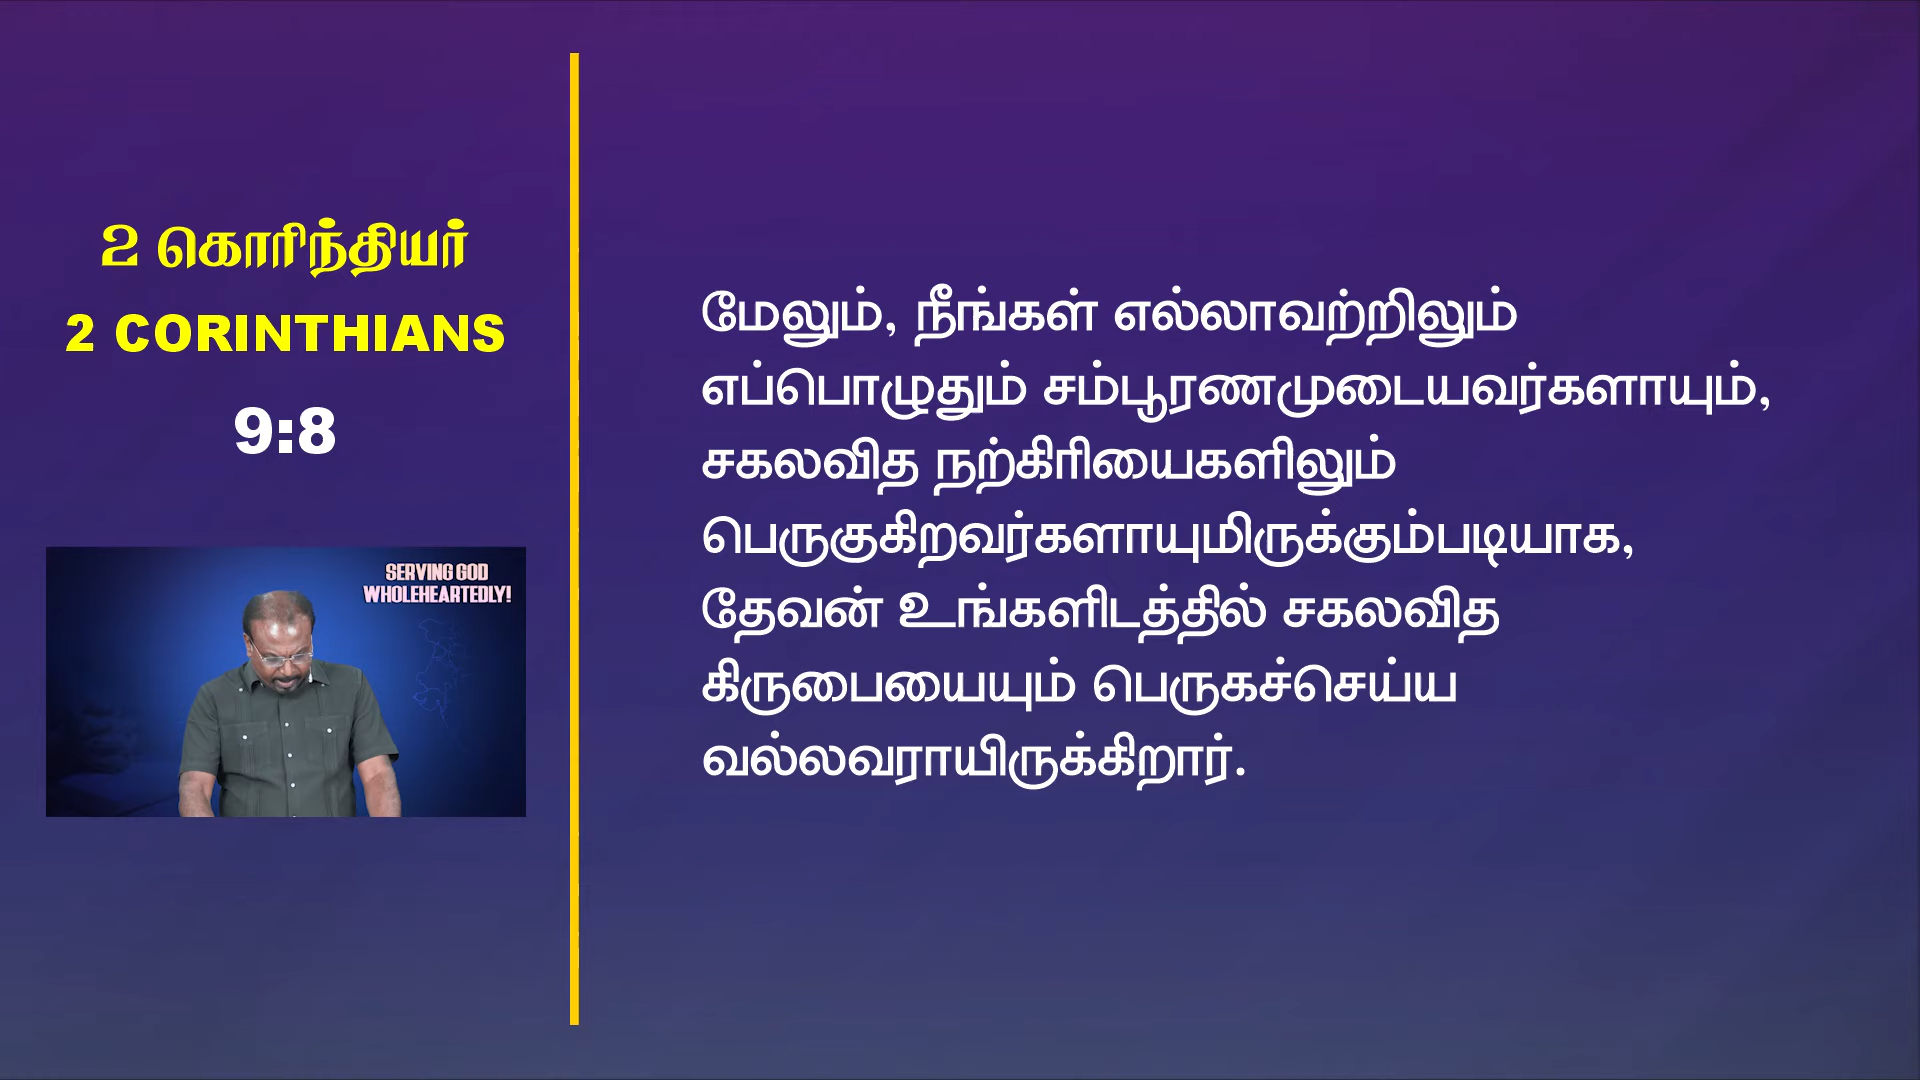 2 கொரிந்தியர்
2 CORINTHIANS
9:8
SERVING GOD
WHOLEHEARTEDLY!
மேலும், நீங்கள் எல்லாவற்றிலும்
எப்பொழுதும் சம்பூரணமுடையவர்களாயும்,
சகலவித நற்கிரியைகளிலும்
பெருகுகிறவர்களாயுமிருக்கும்படியாக,
தேவன் உங்களிடத்தில் சகலவித
கிருபையையும் பெருகச்செய்ய
வல்லவராயிருக்கிறார்.